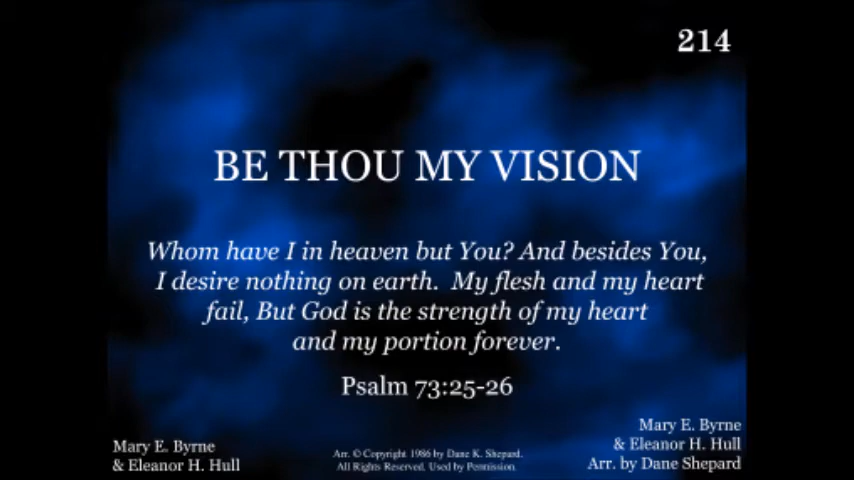 214
BE THOU MY VISION
Whom have I in heaven but You? And besides You,
I desire nothing on earth. My flesh and my heart
fail, But God is the strength of my heart
and my portion forever.
Psalm 73:25-26
Mary E. Byrne
& Eleanor H. Hull
Arr. © Copyright 1986 by Dane K. Shepard.
All Rights Reserved. Used by Permission.
Mary E. Byrne
& Eleanor H. Hull
Arr. by Dane Shepard